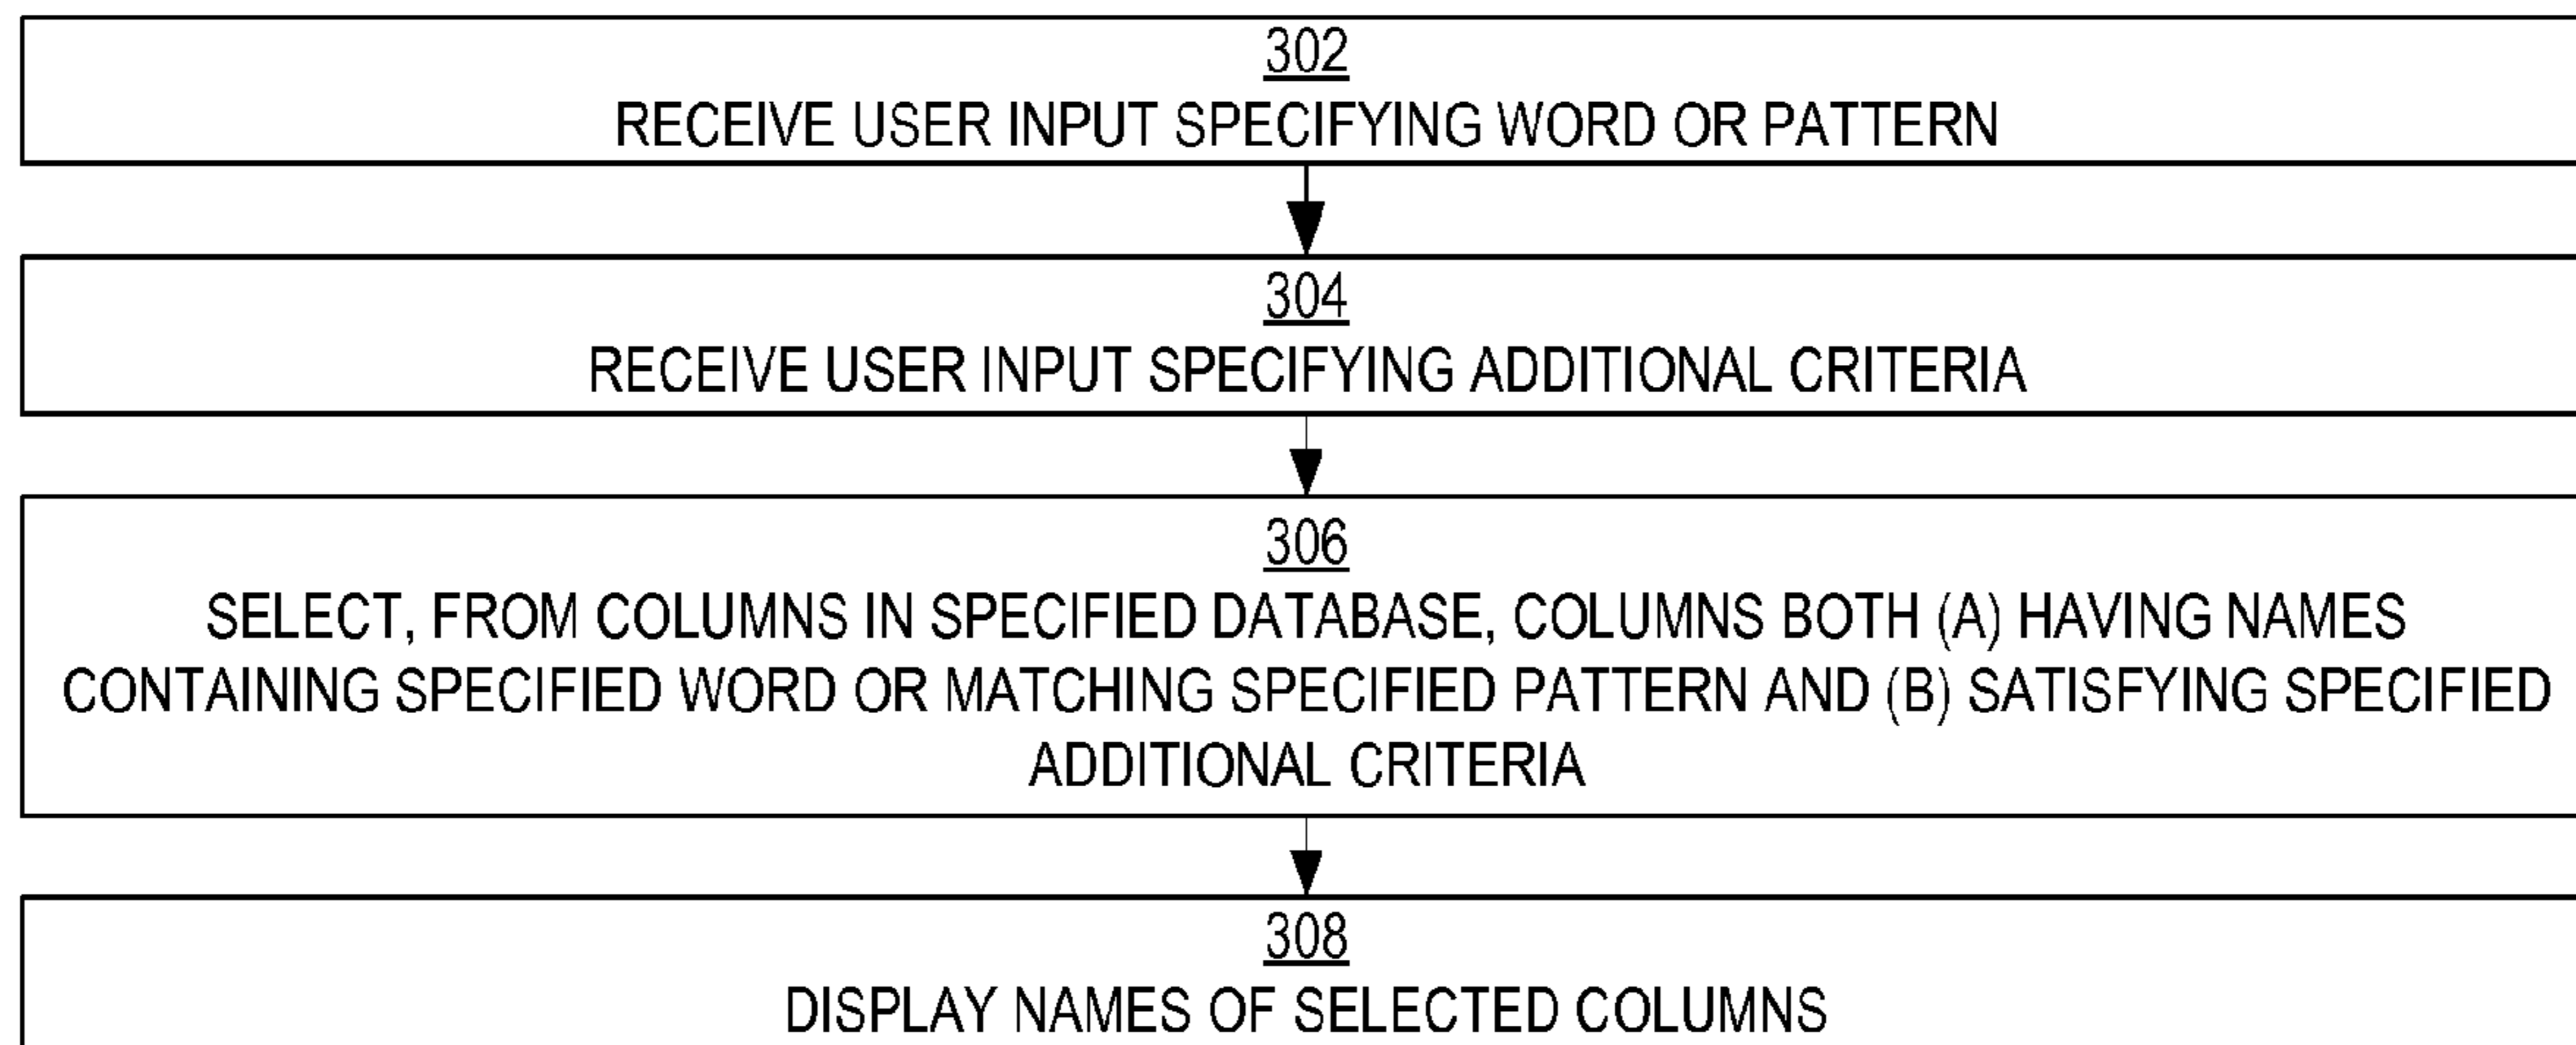 302
RECEIVE USER INPUT SPECIFYING WORD OR PATTERN
304
RECEIVE USER INPUT SPECIFYING ADDITIONAL CRITERIA
306
SELECT, FROM COLUMNS IN SPECIFIED DATABASE, COLUMNS BOTH (A) HAVING NAMES
CONTAINING SPECIFIED WORD OR MATCHING SPECIFIED PATTERN AND (B) SATISFYING SPECIFIED
ADDITIONAL CRITERIA
308
DISPLAY NAMES OF SELECTED COLUMNS